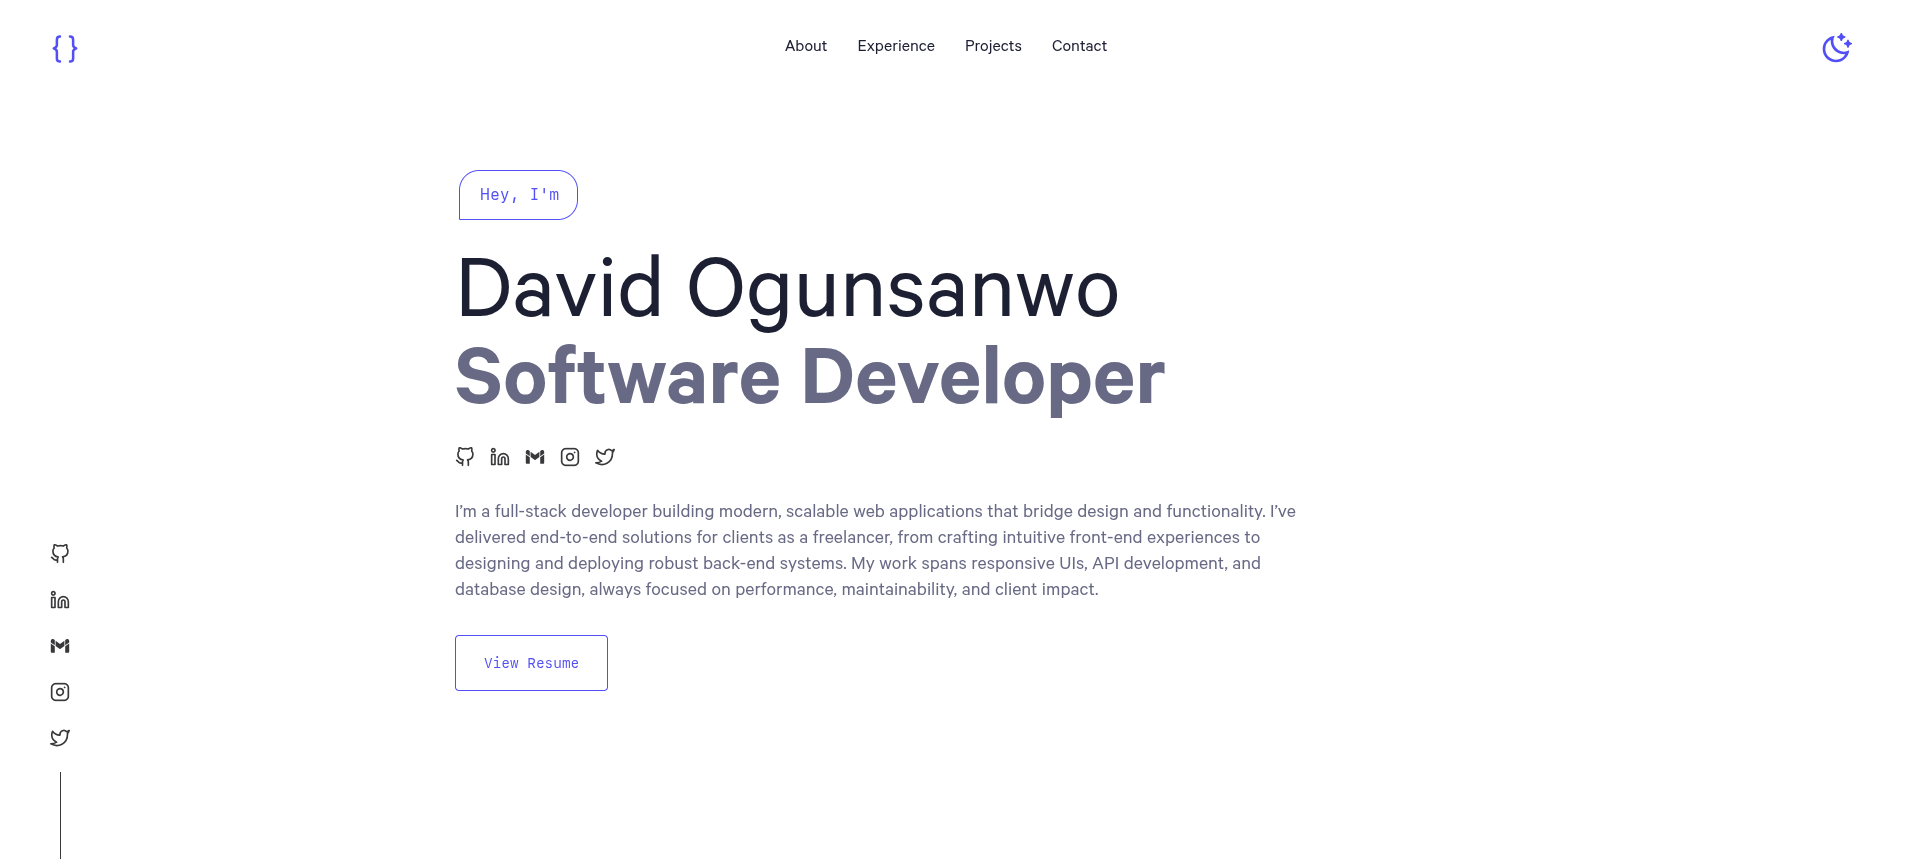 { }
About Experience Projects Contact
Hey, I'm
David Ogunsanwo
Software Developer
I’m a full-stack developer building modern, scalable web applications that bridge design and functionality. I’ve
delivered end-to-end solutions for clients as a freelancer, from crafting intuitive front-end experiences to
designing and deploying robust back-end systems. My work spans responsive UIs, API development, and
database design, always focused on performance, maintainability, and client impact.
View Resume